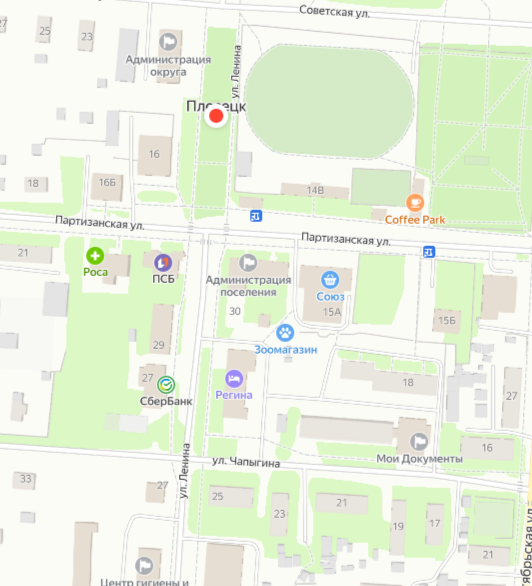 Советская ул.
27
25
23
Администрация
округа
ул. Ленина
Плесецк
16
18
16Б
14В
Coffee Park
Партизанская ул.
Партизанская ул.
21
Роса
ПСБ
Администрация
поселения
30
Союз
15А
15Б
Зоомагазин
29
27
СберБанк
Регина
18
27
Мои Документы
16
ул. Ленина
ул. Чапыгина
33
27
25
23
21
19
17
21
Центр гигиены и